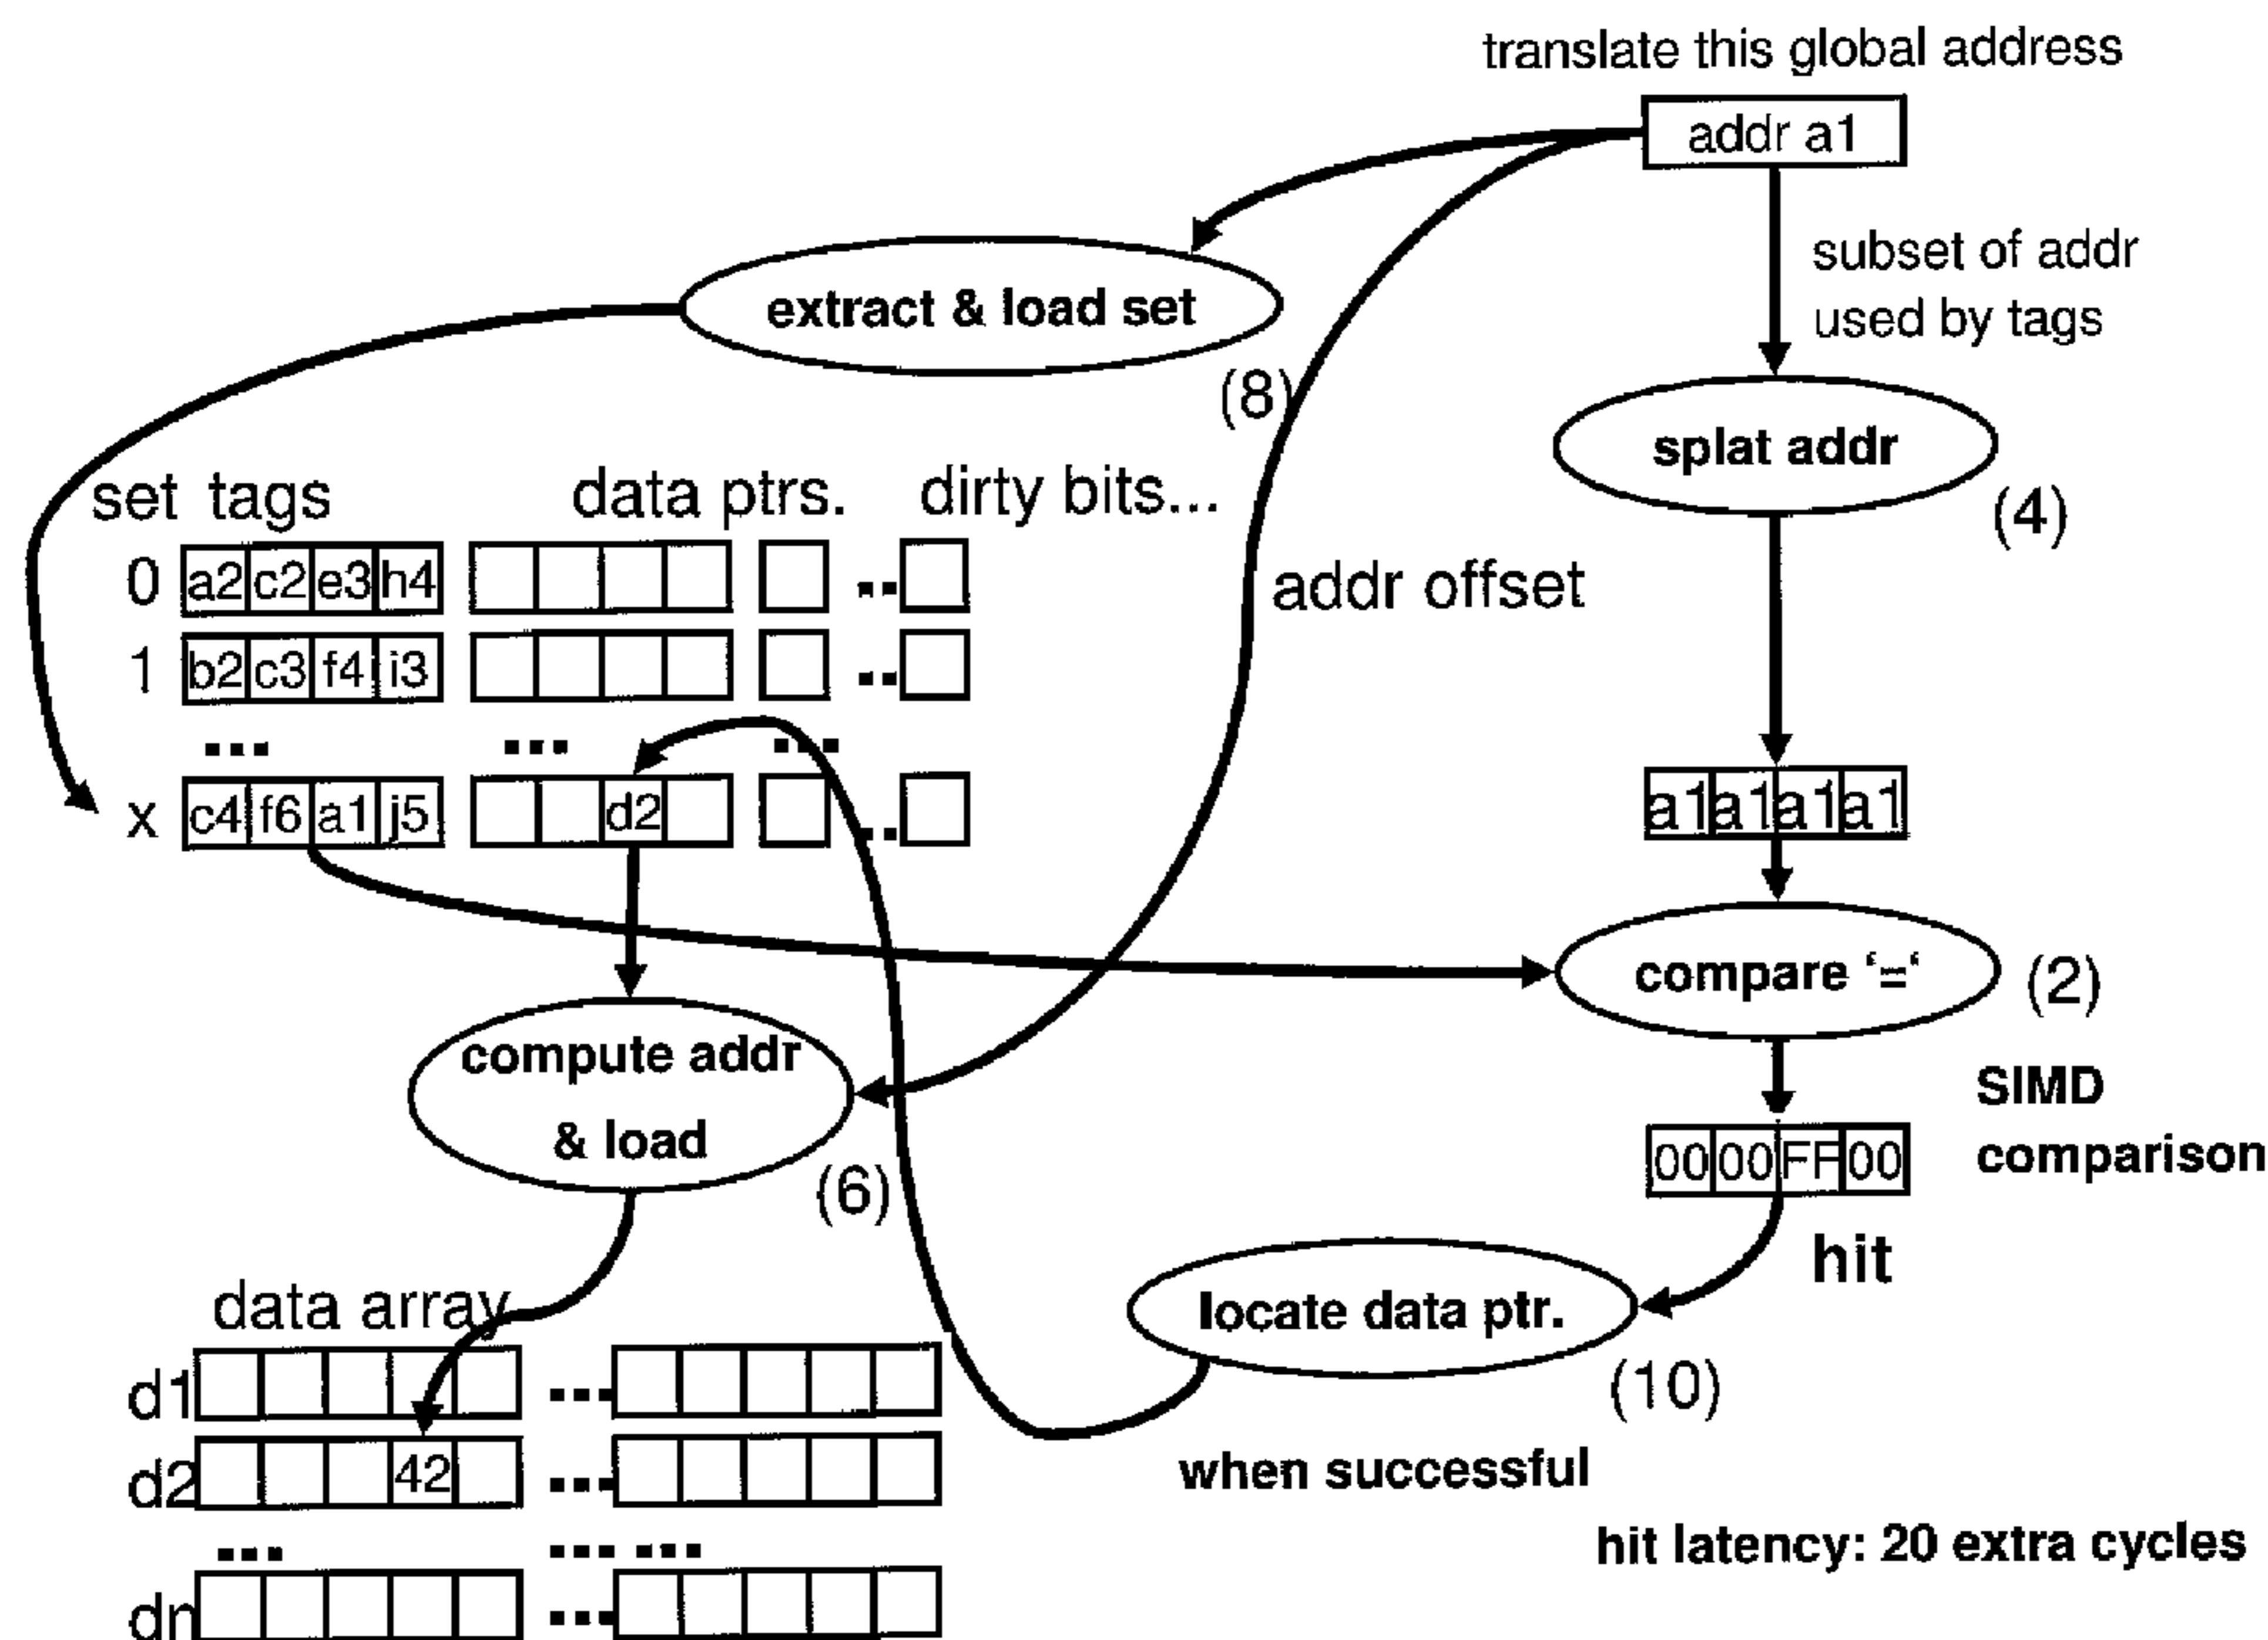 translate this global address
addr a1
subset of addr
used by tags
extract & load set
(8)
splat addr
(4)
set tags data ptrs. dirty bits...
0 a2 c2 e3 h4 ..
addr offset
1 b2 c3 f4 i3 ..
... ... ...
x c4 f6 a1 j5 d2 ..
a1 a1 a1 a1
compare '='
(2)
compute addr
& load
(6)
SIMD
comparison
00 00 FF 00
hit
locate data ptr.
(10)
data array
d1 ...
d2 42 ...
when successful
hit latency: 20 extra cycles
... ... ...
dn ...